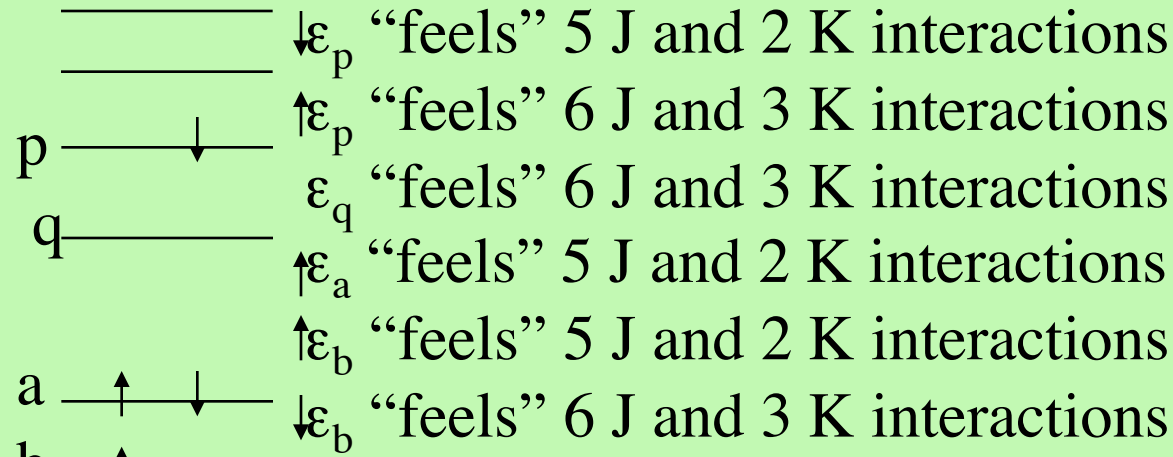 ↓εp “feels” 5 J and 2 K interactions
↑εp “feels” 6 J and 3 K interactions
p
εq “feels” 6 J and 3 K interactions
q
↑εa “feels” 5 J and 2 K interactions
↑εb “feels” 5 J and 2 K interactions
a
↓εb “feels” 6 J and 3 K interactions